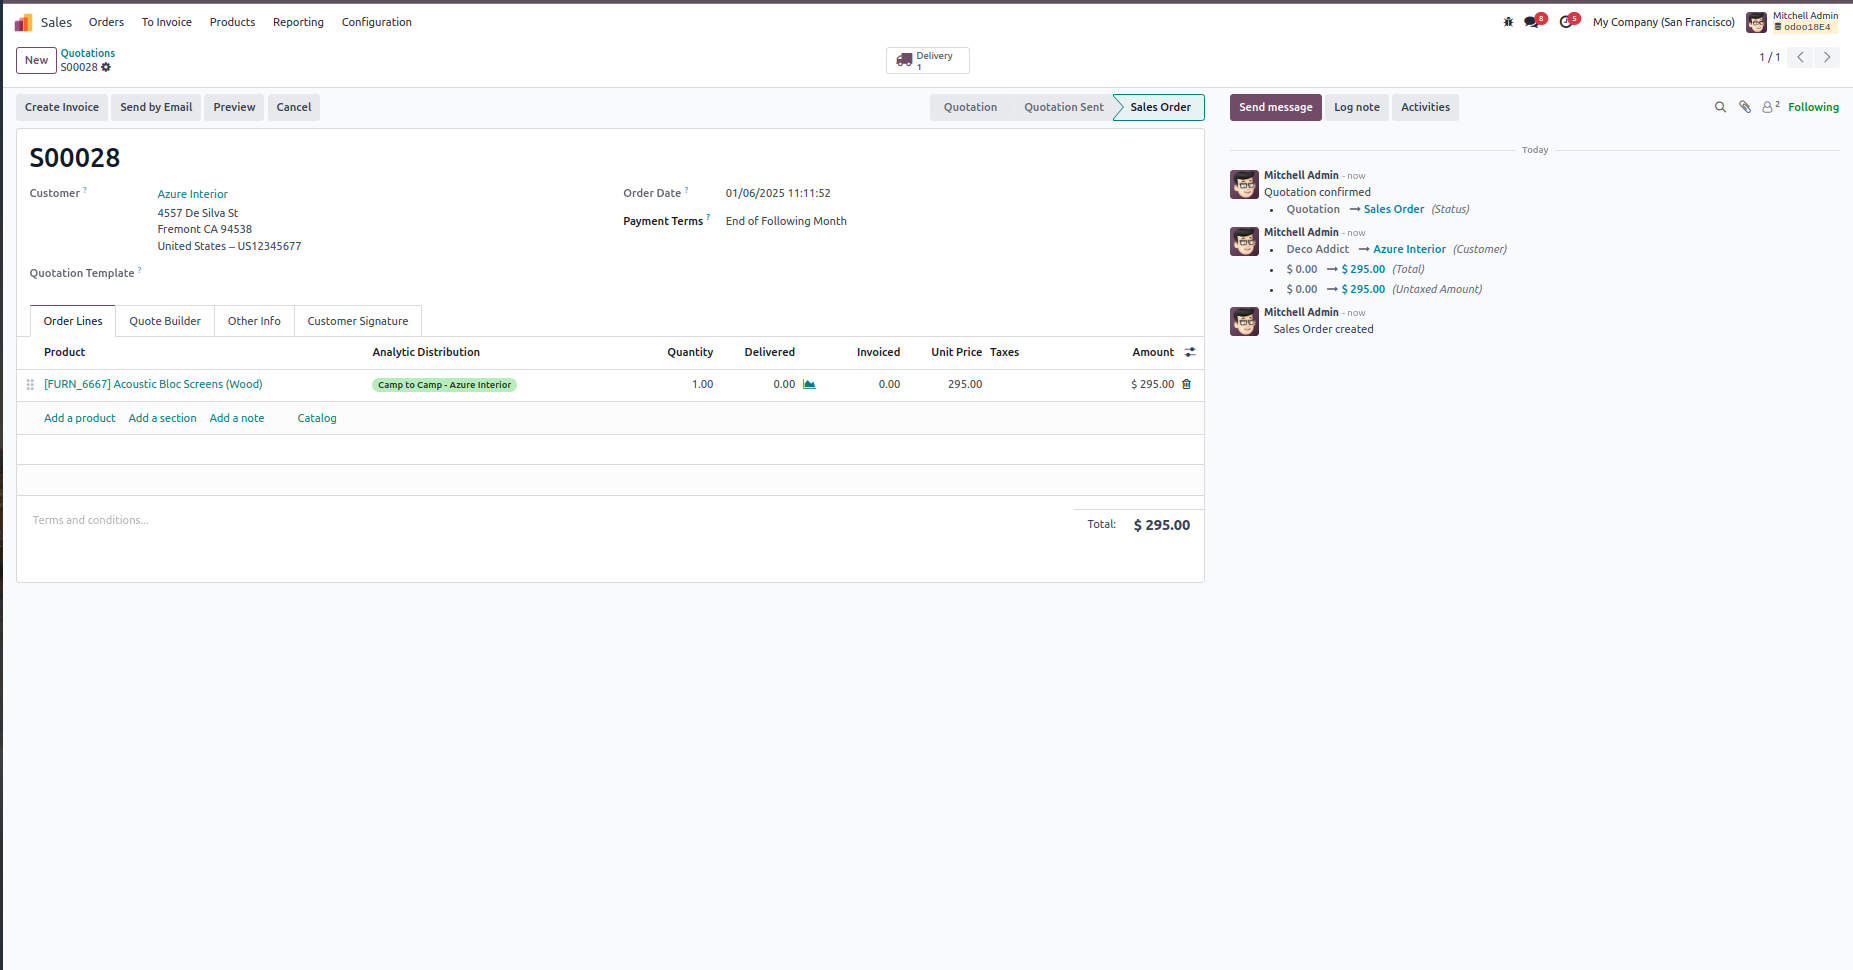 Sales Orders To Invoice Products Reporting Configuration 8 5 My Company (San Francisco) Mitchell Admin
odoo18E4
New Quotations
S00028
Delivery
1
1 / 1
Create Invoice Send by Email Preview Cancel Quotation Quotation Sent Sales Order
Send message Log note Activities 2 Following
S00028
Customer ? Azure Interior
4557 De Silva St
Fremont CA 94538
United States – US12345677
Order Date ? 01/06/2025 11:11:52
Payment Terms ? End of Following Month
Quotation Template ?
Order Lines Quote Builder Other Info Customer Signature
Product Analytic Distribution Quantity Delivered Invoiced Unit Price Taxes Amount
[FURN_6667] Acoustic Bloc Screens (Wood) Camp to Camp - Azure Interior 1.00 0.00 0.00 295.00 $ 295.00
Add a product Add a section Add a note Catalog
Terms and conditions...
Total: $ 295.00
Today
Mitchell Admin - now
Quotation confirmed
• Quotation → Sales Order (Status)
Mitchell Admin - now
• Deco Addict → Azure Interior (Customer)
• $ 0.00 → $ 295.00 (Total)
• $ 0.00 → $ 295.00 (Untaxed Amount)
Mitchell Admin - now
Sales Order created